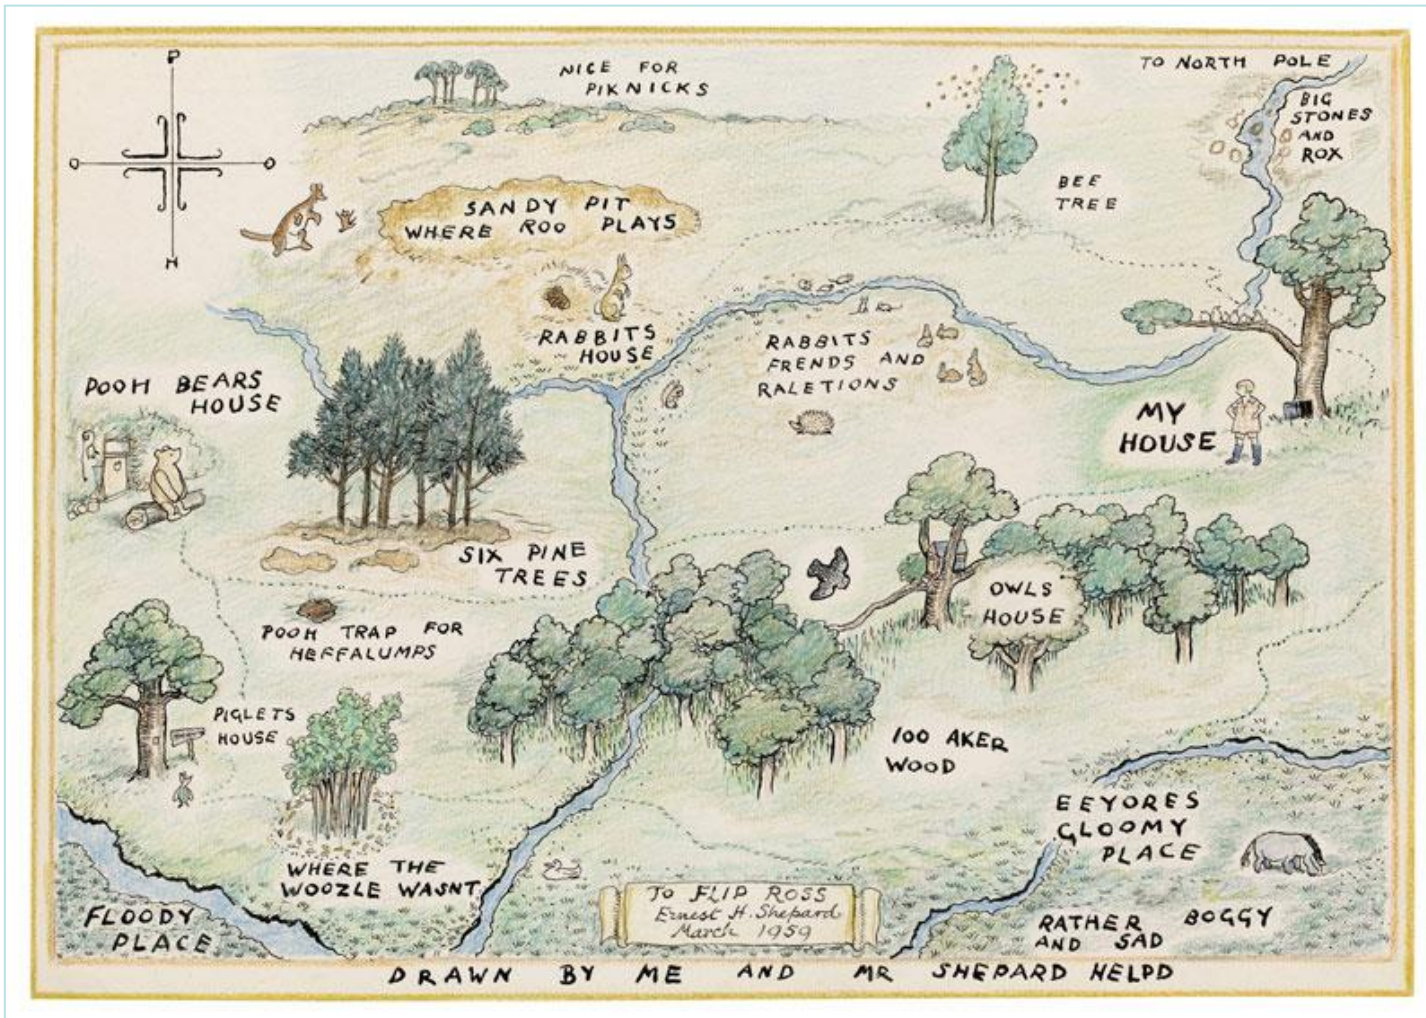 P
O
O
H
NICE FOR
PIKNICKS
TO NORTH POLE
BIG
STONES
AND
ROX
BEE
TREE
SANDY PIT
WHERE ROO PLAYS
RABBITS
HOUSE
RABBITS
FRENDS AND
RALETIONS
POOH BEARS
HOUSE
MY
HOUSE
SIX PINE
TREES
OWLS
HOUSE
POOH TRAP FOR
HEFFALUMPS
PIGLETS
HOUSE
100 AKER
WOOD
EEYORES
GLOOMY
PLACE
WHERE THE
WOOZLE WASNT
FLOODY
PLACE
TO FLIP ROSS
Ernest H. Shepard
March 1959
RATHER BOGGY
AND SAD
DRAWN BY ME AND MR SHEPARD HELPD